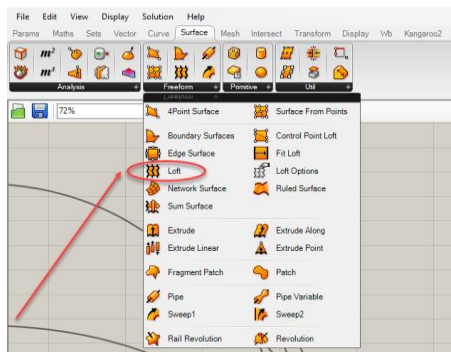 File Edit View Display Solution Help
Params Maths Sets Vector Curve Surface Mesh Intersect Transform Display Wb Kangaroo2
Analysis + Freeform + Primitive + Util +
72%
4Point Surface Surface From Points
Boundary Surfaces Control Point Loft
Edge Surface Fit Loft
Loft Loft Options
Network Surface Ruled Surface
Sum Surface
Extrude Extrude Along
Extrude Linear Extrude Point
Fragment Patch Patch
Pipe Pipe Variable
Sweep1 Sweep2
Rail Revolution Revolution